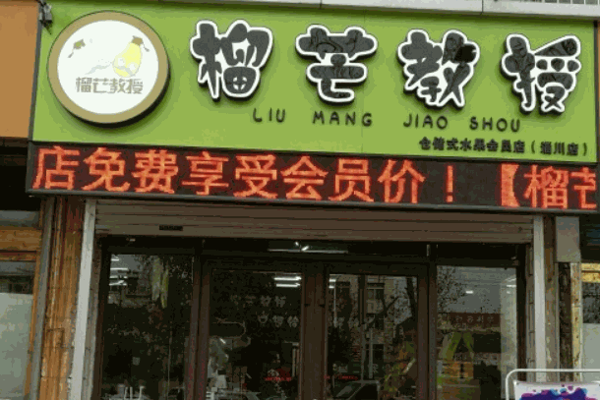 榴芒教授
榴芒教授
LIU MANG JIAO SHOU
仓储式水果会员店（淄川店）
店免费享受会员价！【榴芒